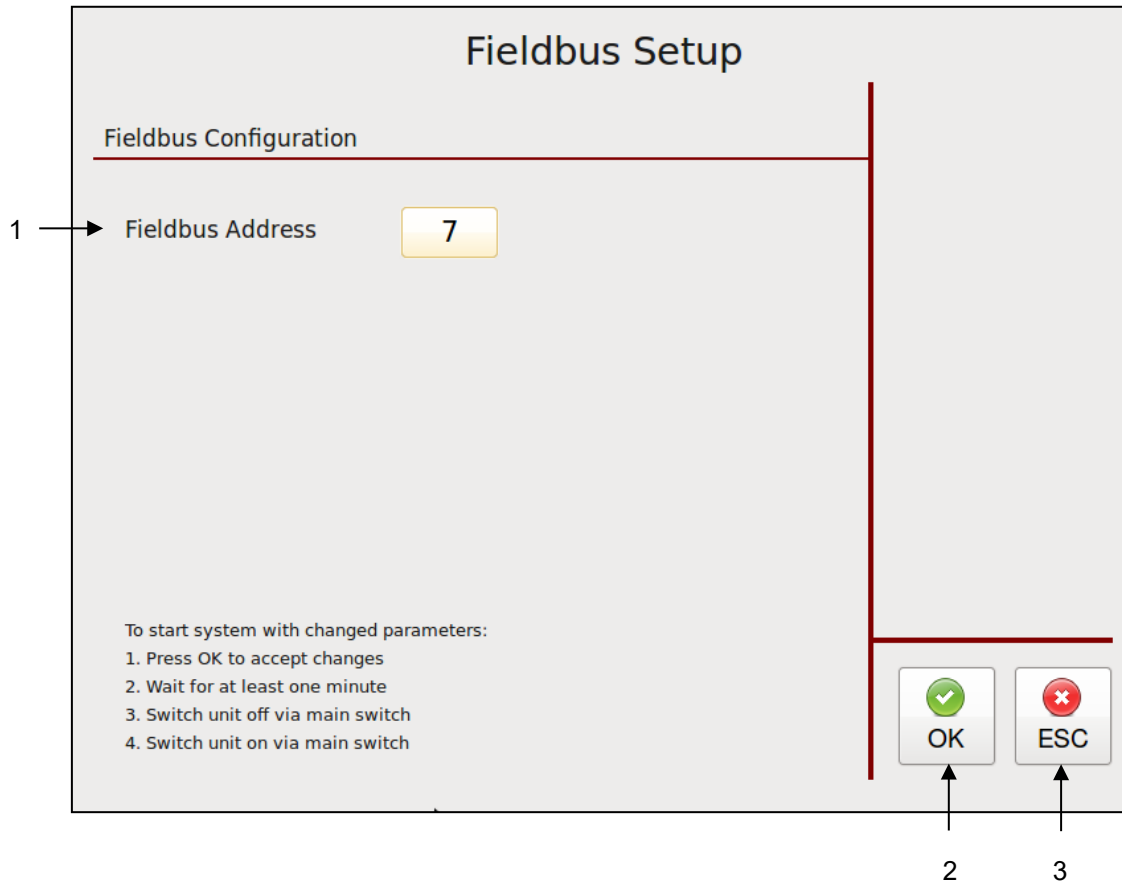 Fieldbus Setup
Fieldbus Configuration
1
Fieldbus Address
7
To start system with changed parameters:
1. Press OK to accept changes
2. Wait for at least one minute
3. Switch unit off via main switch
4. Switch unit on via main switch
OK
ESC
2
3